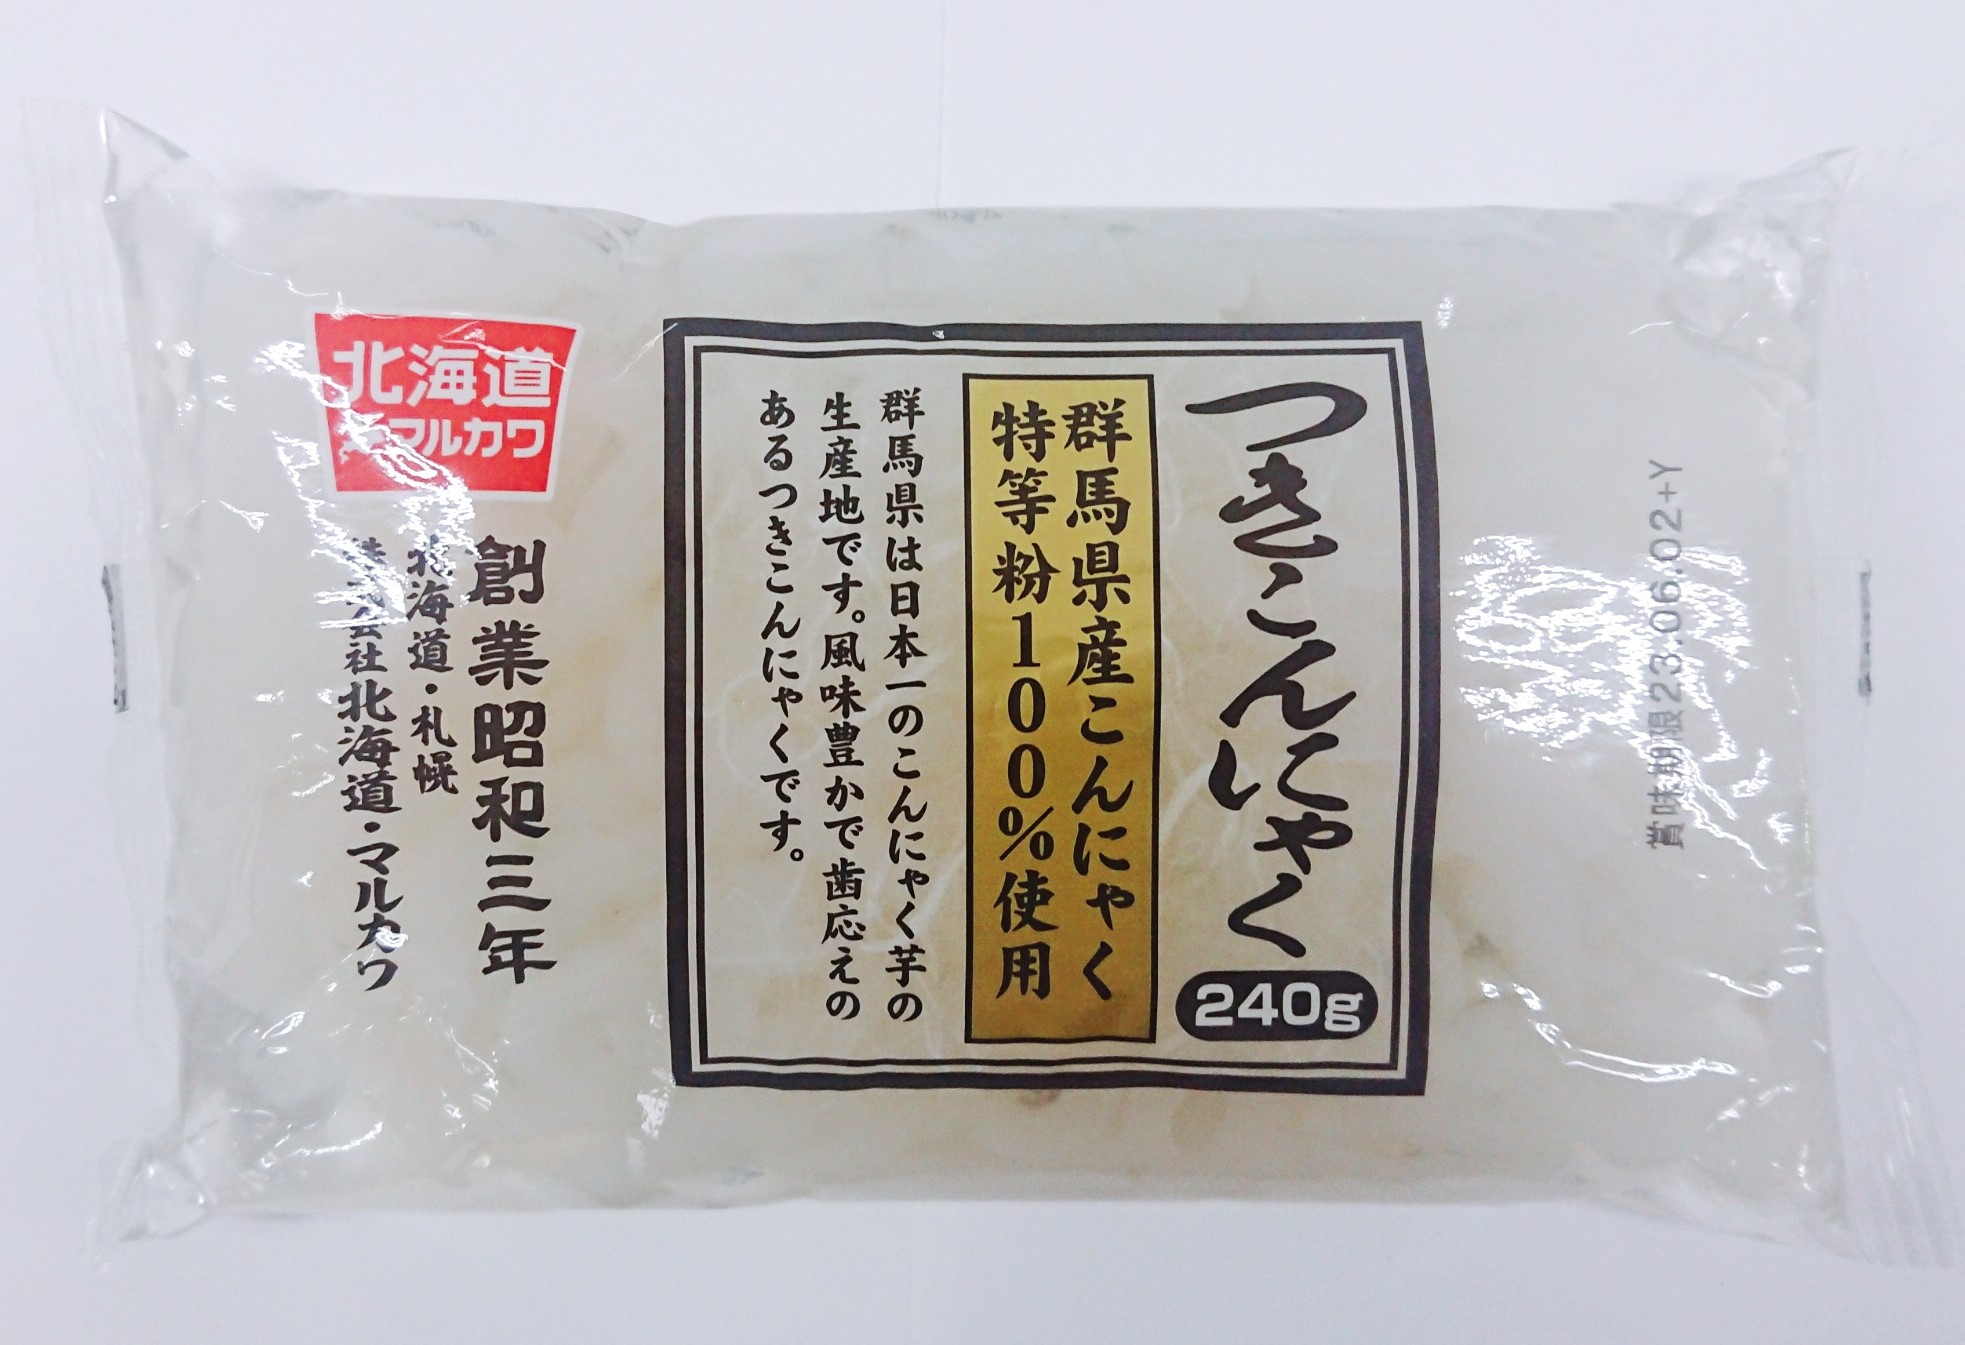 つきこんにゃく
240g
群馬県産こんにゃく
特等粉100%使用
群馬県は日本一のこんにゃく芋の
生産地です。風味豊かで歯応えの
あるつきこんにゃくです。
北海道
マルカワ
創業昭和三年
北海道・札幌
株式会社北海道・マルカワ
賞味期限23.06.02+Y